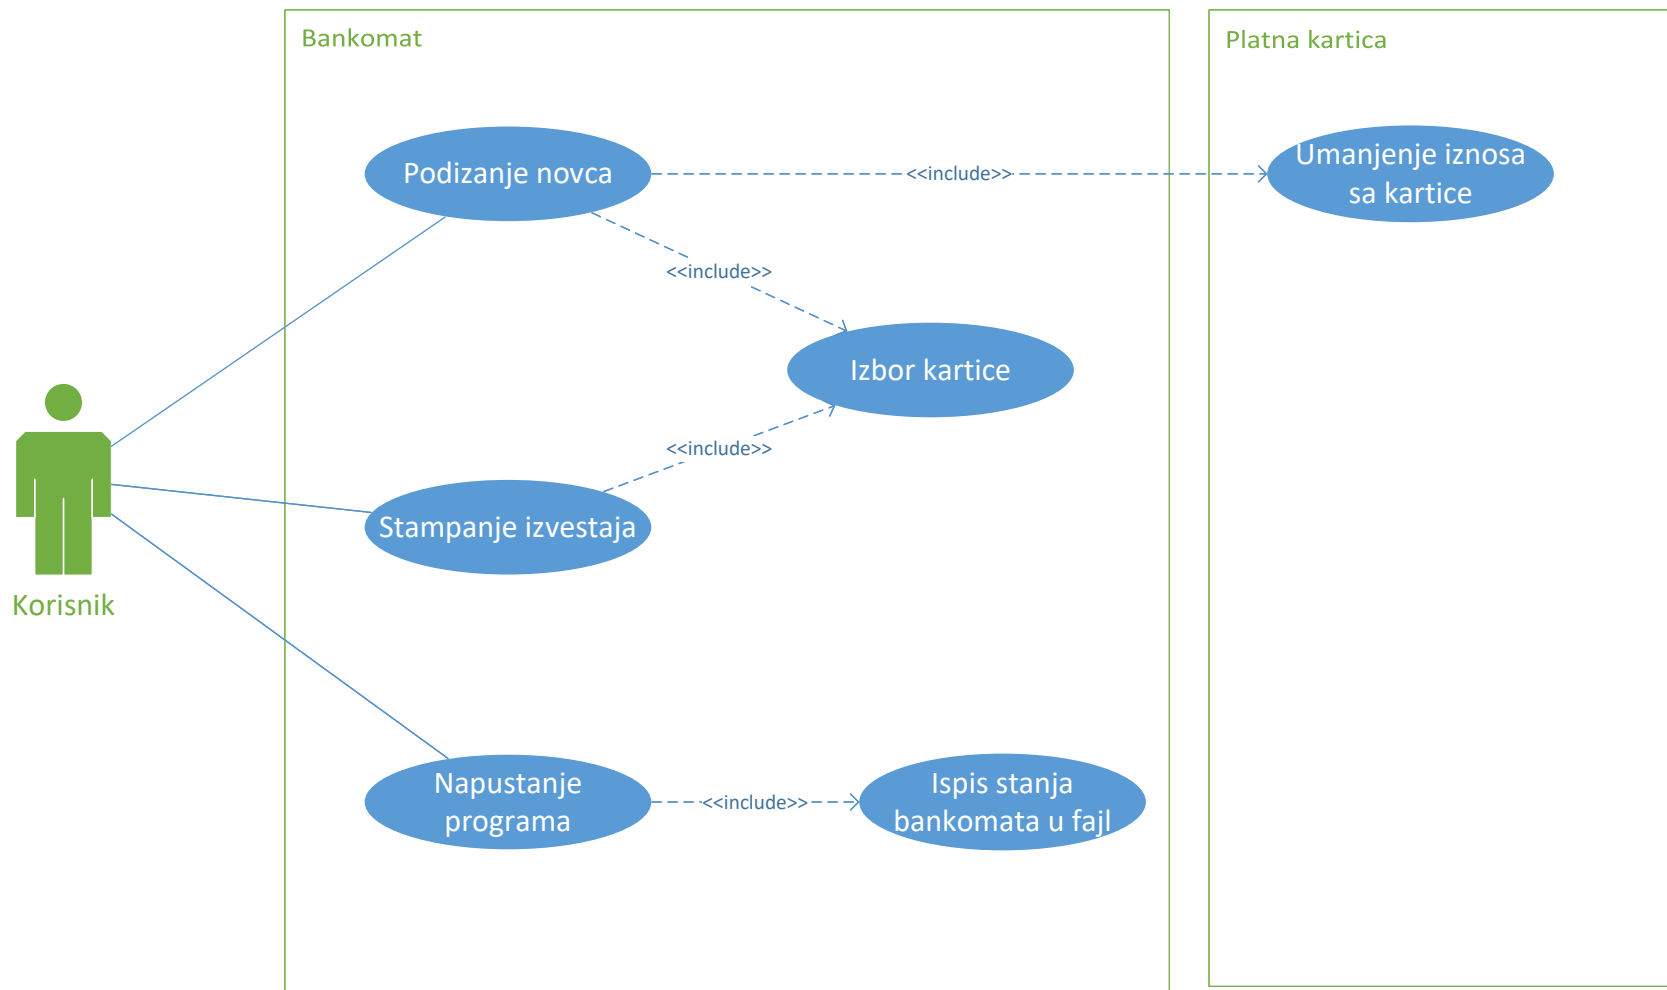 Bankomat
Platna kartica
Podizanje novca
<<include>>
Umanjenje iznosa
sa kartice
<<include>>
Izbor kartice
<<include>>
Stampanje izvestaja
Korisnik
Napustanje
programa
<<include>>
Ispis stanja
bankomata u fajl